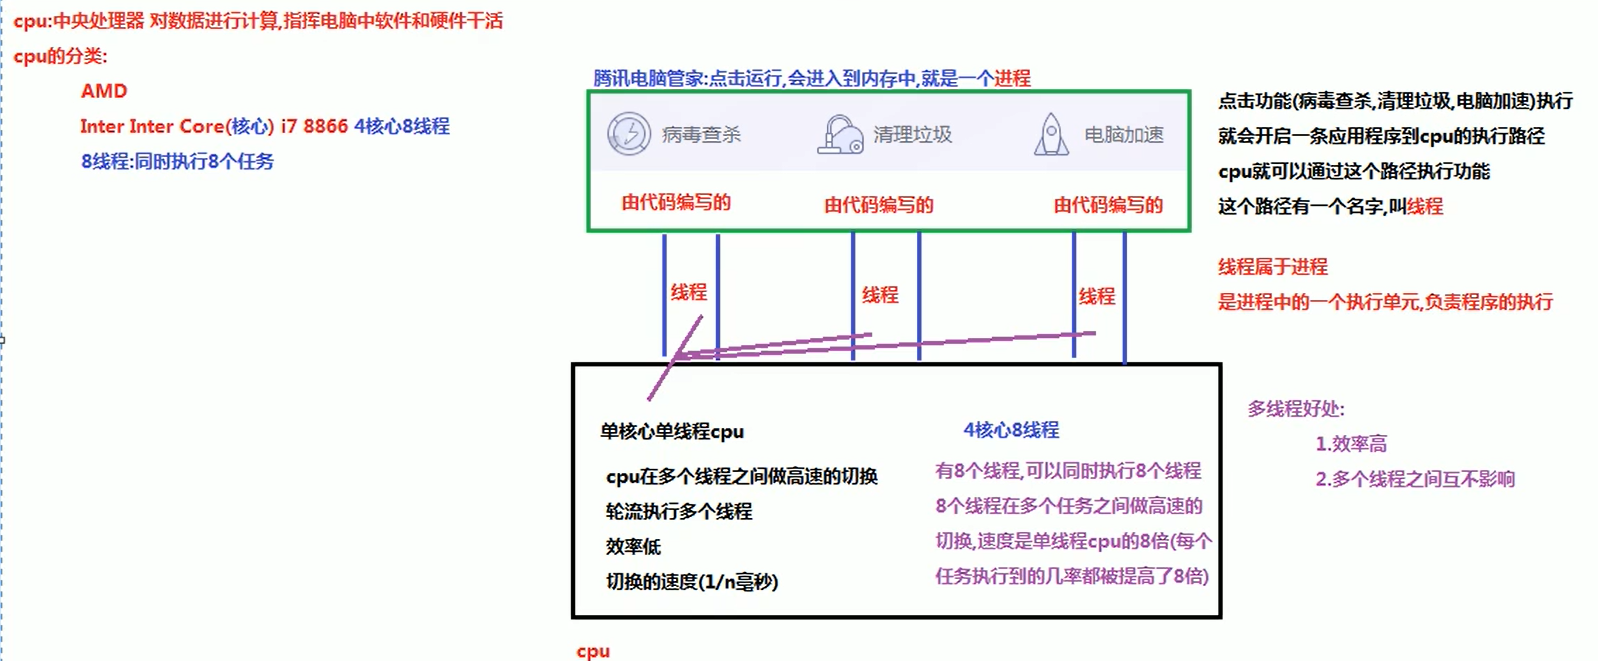 cpu:中央处理器 对数据进行计算,指挥电脑中软件和硬件干活
cpu的分类:
AMD
Inter Inter Core(核心) i7 8866 4核心8线程
8线程:同时执行8个任务
腾讯电脑管家:点击运行,会进入到内存中,就是一个进程
病毒查杀
清理垃圾
电脑加速
由代码编写的
由代码编写的
由代码编写的
点击功能(病毒查杀,清理垃圾,电脑加速)执行
就会开启一条应用程序到cpu的执行路径
cpu就可以通过这个路径执行功能
这个路径有一个名字,叫线程
线程属于进程
是进程中的一个执行单元,负责程序的执行
线程
线程
线程
单核心单线程cpu
cpu在多个线程之间做高速的切换
轮流执行多个线程
效率低
切换的速度(1/n毫秒)
4核心8线程
有8个线程,可以同时执行8个线程
8个线程在多个任务之间做高速的
切换,速度是单线程cpu的8倍(每个
任务执行到的几率都被提高了8倍)
多线程好处:
1.效率高
2.多个线程之间互不影响
cpu